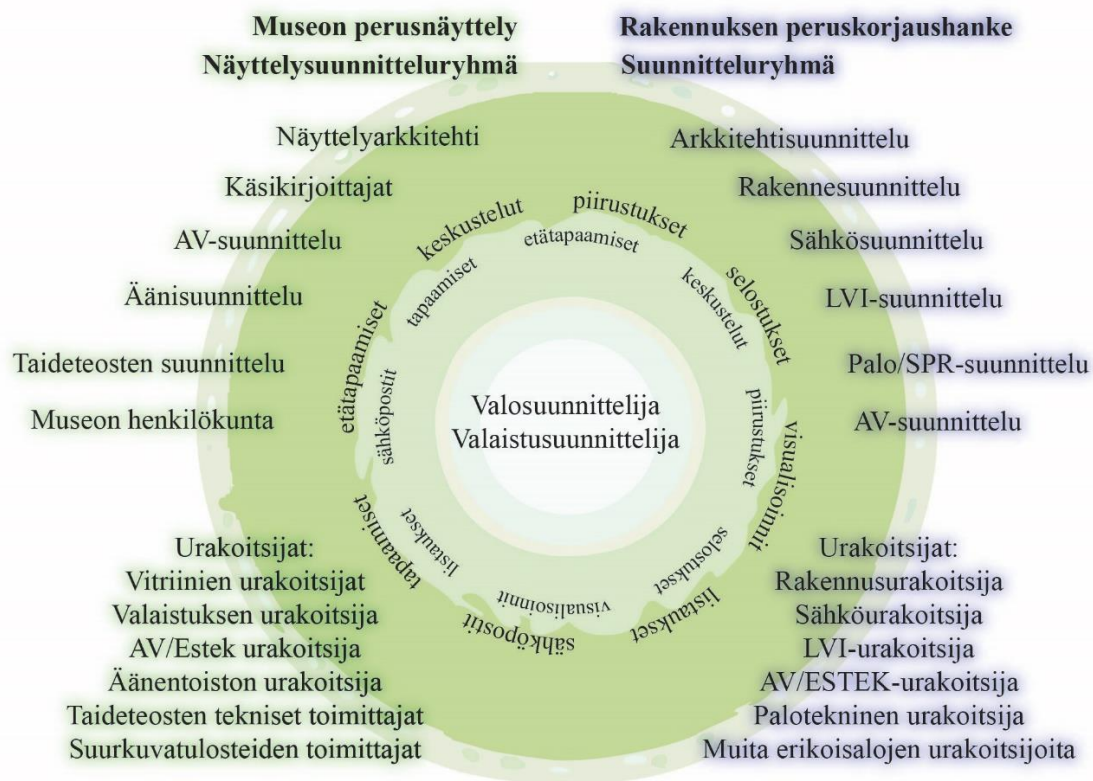 Museon perusnäyttely
Näyttelysuunnitteluryhmä
Näyttelyarkkitehti
Käsikirjoittajat
AV-suunnittelu
Äänisuunnittelu
Taideteosten suunnittelu
Museon henkilökunta
Urakoitsijat:
Vitriinien urakoitsijat
Valaistuksen urakoitsija
AV/Estek urakoitsija
Äänentoiston urakoitsija
Taideteosten tekniset toimittajat
Suurkuvatulosteiden toimittajat
keskustelut
piirustukset
selostukset
visualisoinnit
listaukset
sähköpostit
tapaamiset
etätapaamiset
tapaamiset
etätapaamiset
keskustelut
piirustukset
selostukset
visualisoinnit
listaukset
sähköpostit
Valosuunnittelija
Valaistusuunnittelija
Rakennuksen peruskorjaushanke
Suunnitteluryhmä
Arkkitehtisuunnittelu
Rakennesuunnittelu
Sähkösuunnittelu
LVI-suunnittelu
Palo/SPR-suunnittelu
AV-suunnittelu
Urakoitsijat:
Rakennusurakoitsija
Sähköurakoitsija
LVI-urakoitsija
AV/ESTEK-urakoitsija
Palotekninen urakoitsija
Muita erikoisalojen urakoitsijoita